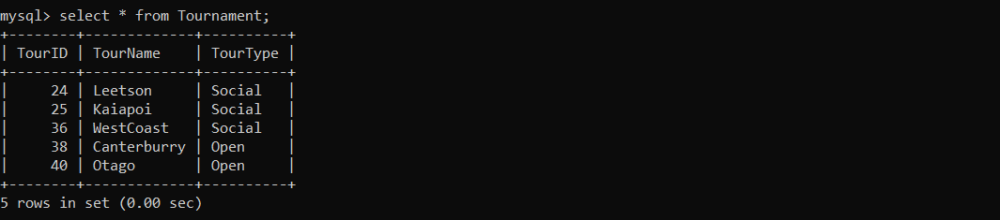 mysql> select * from Tournament;
+--------+-------------+----------+
| TourID | TourName    | TourType |
+--------+-------------+----------+
|     24 | Leetson     | Social   |
|     25 | Kaiapoi     | Social   |
|     36 | WestCoast   | Social   |
|     38 | Canterburry | Open     |
|     40 | Otago       | Open     |
+--------+-------------+----------+
5 rows in set (0.00 sec)